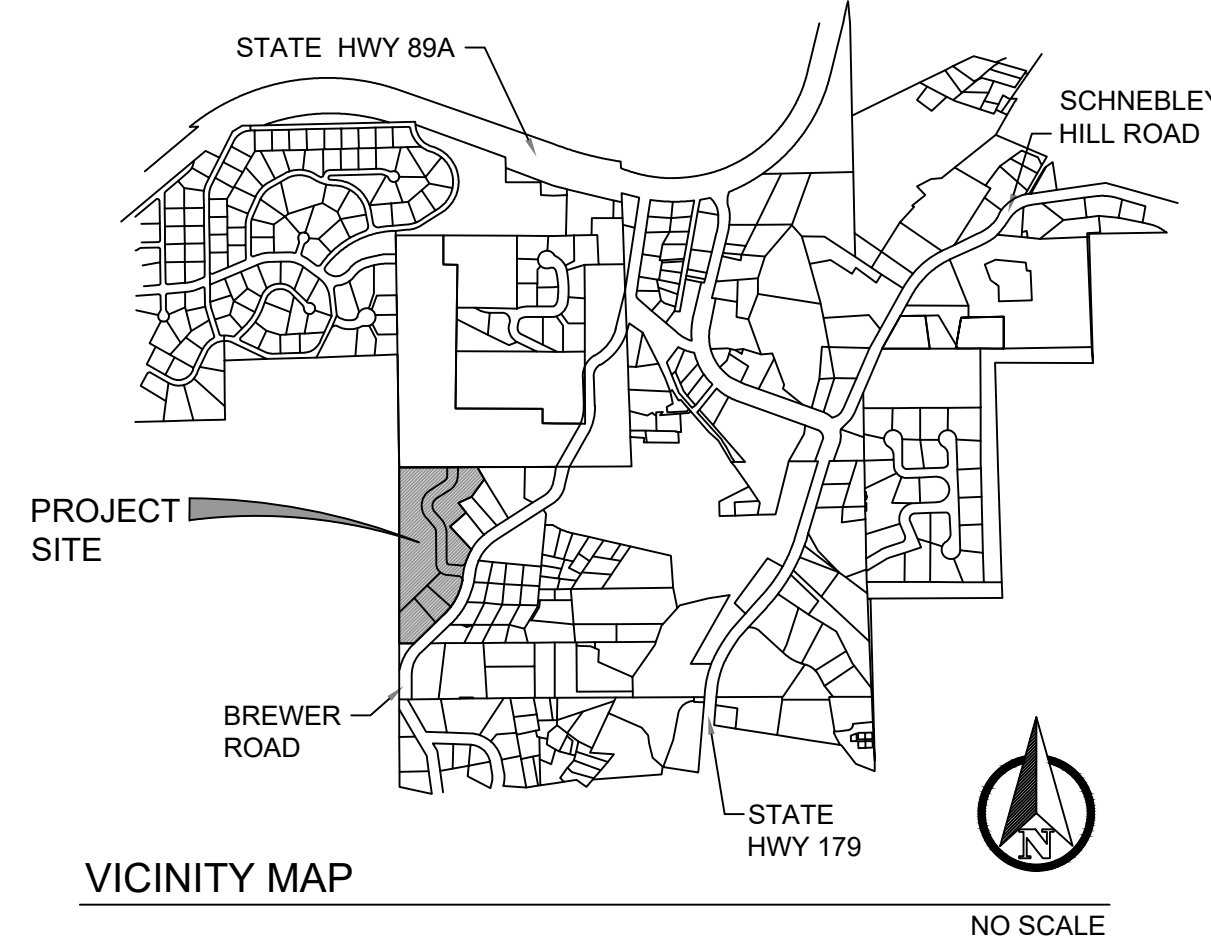 STATE HWY 89A
SCHNEBLEY
HILL ROAD
PROJECT
SITE
BREWER
ROAD
STATE
HWY 179
N
VICINITY MAP
NO SCALE